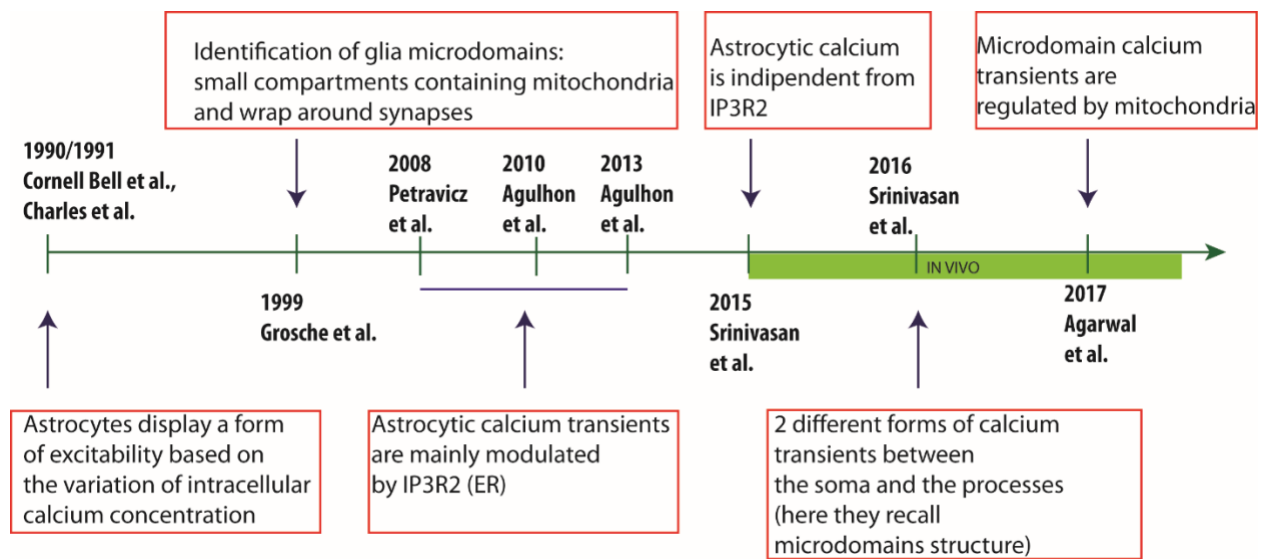 Identification of glia microdomains:
small compartments containing mitochondria
and wrap around synapses
Astrocytic calcium
is indipendent from
IP3R2
Microdomain calcium
transients are
regulated by mitochondria
1990/1991
Cornell Bell et al.,
Charles et al.
2008
Petravicz
et al.
2010
Agulhon
et al.
2013
Agulhon
et al.
2016
Srinivasan
et al.
IN VIVO
1999
Grosche et al.
2015
Srinivasan
et al.
2017
Agarwal
et al.
Astrocytes display a form
of excitability based on
the variation of intracellular
calcium concentration
Astrocytic calcium transients
are mainly modulated
by IP3R2 (ER)
2 different forms of calcium
transients between
the soma and the processes
(here they recall
microdomains structure)